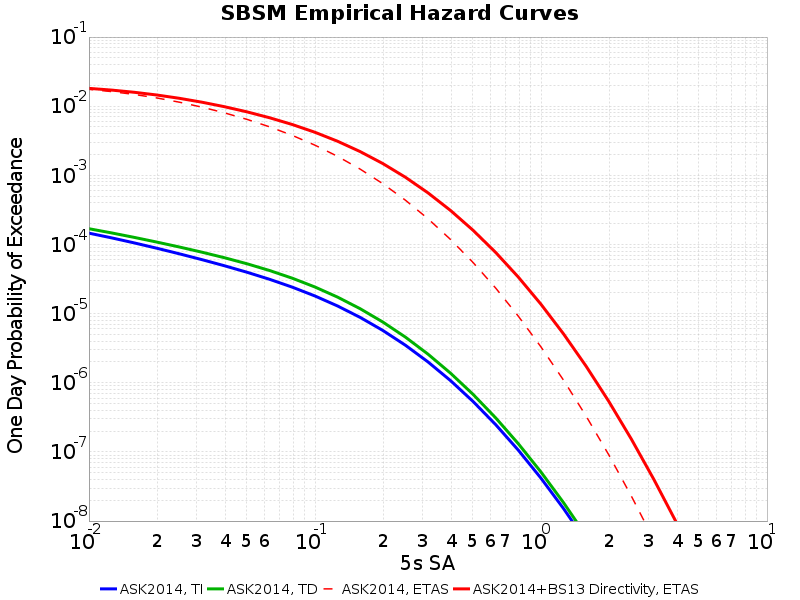 SBSM Empirical Hazard Curves
One Day Probability of Exceedance
10-1
10-2
10-3
10-4
10-5
10-6
10-7
10-8
10-2 2 3 4 5 6 10-1 2 3 4 5 6 7 100 2 3 4 5 6 7 101
5s SA
ASK2014, TI ASK2014, TD ASK2014, ETAS ASK2014+BS13 Directivity, ETAS